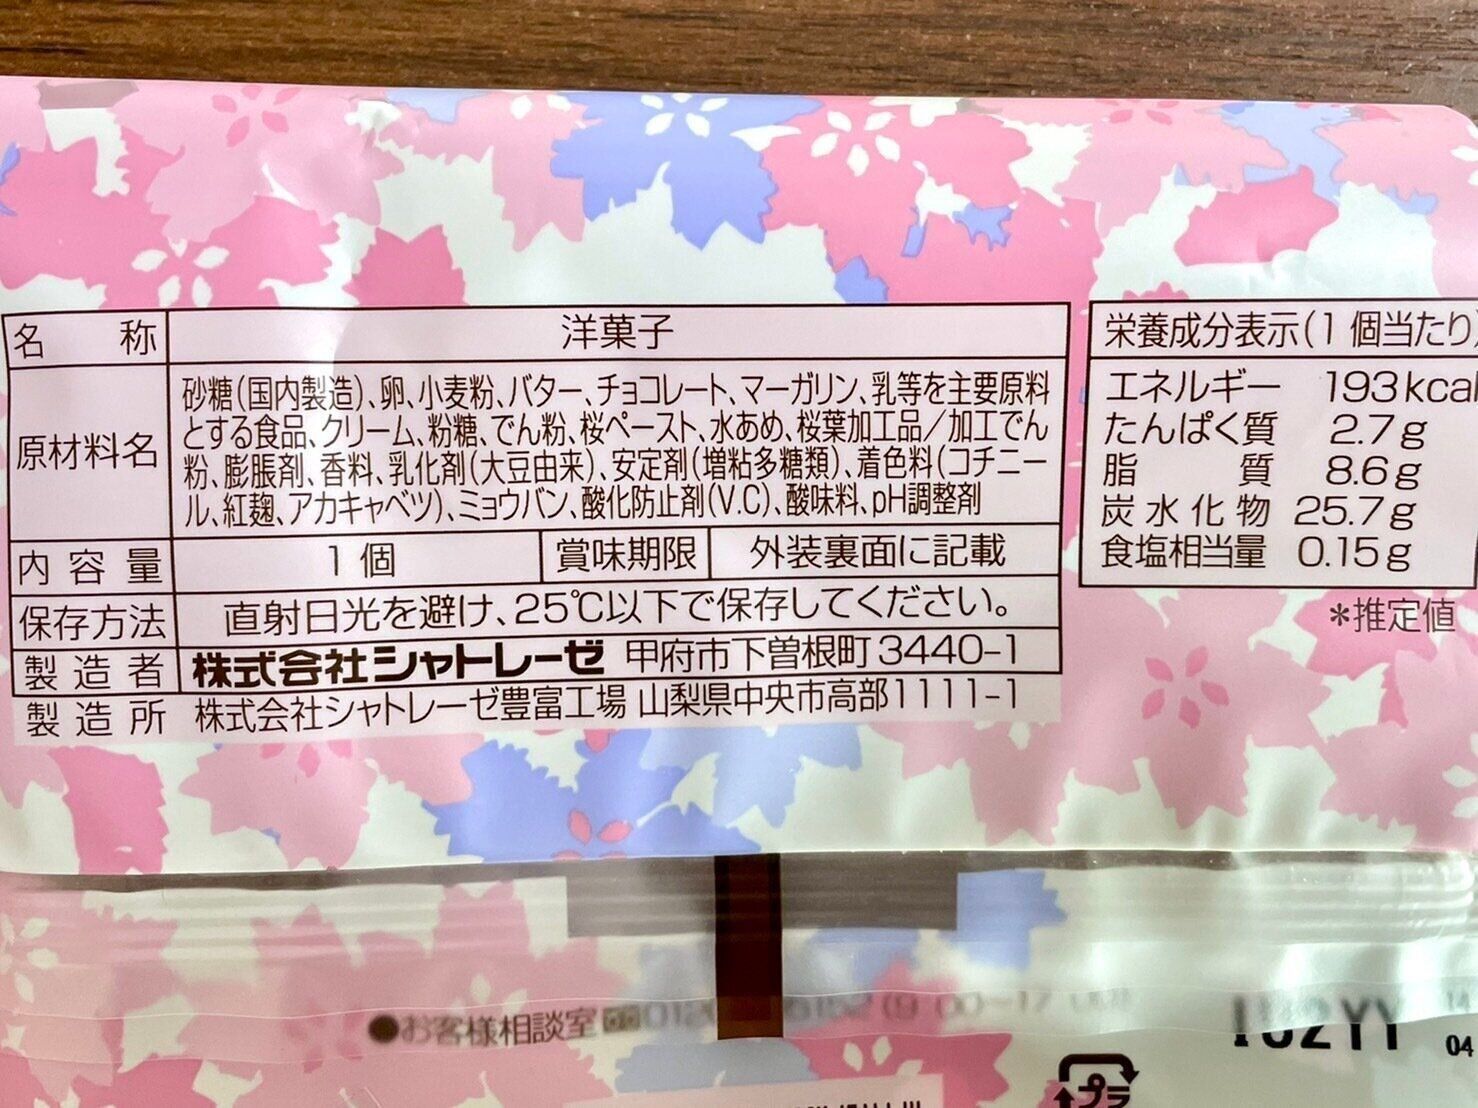 名称 洋菓子
原材料名 砂糖(国内製造)、卵、小麦粉、バター、チョコレート、マーガリン、乳等を主要原料
とする食品、クリーム、粉糖、でん粉、桜ペースト、水あめ、桜葉加工品/加工でん
粉、膨脹剤、香料、乳化剤(大豆由来)、安定剤(増粘多糖類)、着色料(コチニー
ル、紅麹、アカキャベツ)、ミョウバン、酸化防止剤(V.C)、酸味料、pH調整剤
内容量 1個 賞味期限 外装裏面に記載
保存方法 直射日光を避け、25℃以下で保存してください。
製造者 株式会社シャトレーゼ 甲府市下曽根町3440-1
製造所 株式会社シャトレーゼ豊富工場 山梨県中央市高部1111-1
栄養成分表示(1個当たり)
エネルギー 193kcal
たんぱく質 2.7g
脂質 8.6g
炭水化物 25.7g
食塩相当量 0.15g
*推定値
●お客様相談室
04
プラ